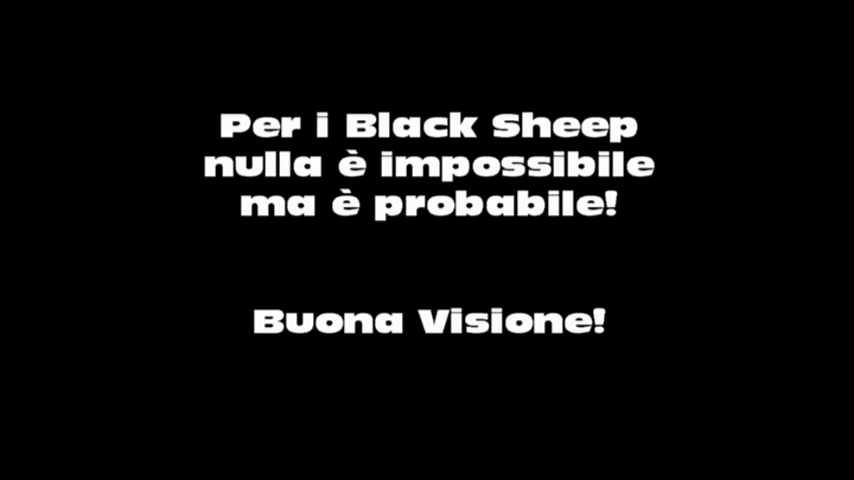 Per i Black Sheep
nulla è impossibile
ma è probabile!
Buona Visione!